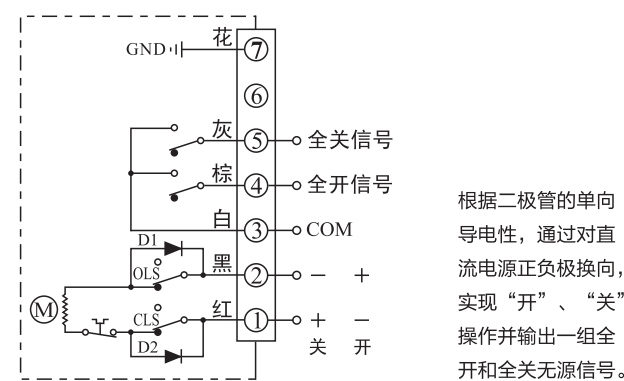 花
GND
7
6
灰
5
全关信号
棕
4
全开信号
白
3
COM
D1
黑
OLS
2
− +
M
红
CLS
1
+ −
D2
关 开
根据二极管的单向
导电性，通过对直
流电源正负极换向，
实现“开”、“关”
操作并输出一组全
开和全关无源信号。